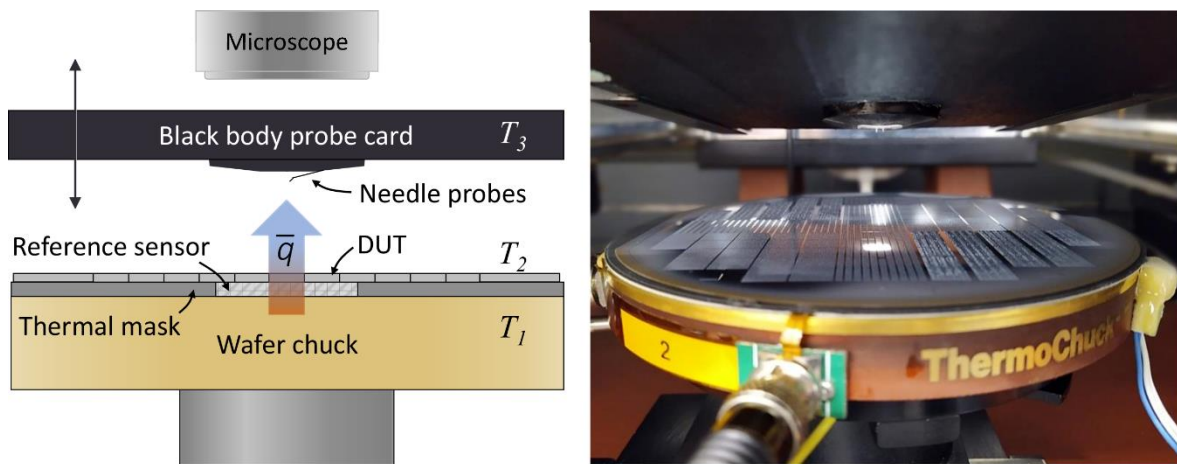 Microscope
Black body probe card
T3
Needle probes
q̅
Reference sensor
DUT
T2
Thermal mask
Wafer chuck
T1
2
ThermoChuck